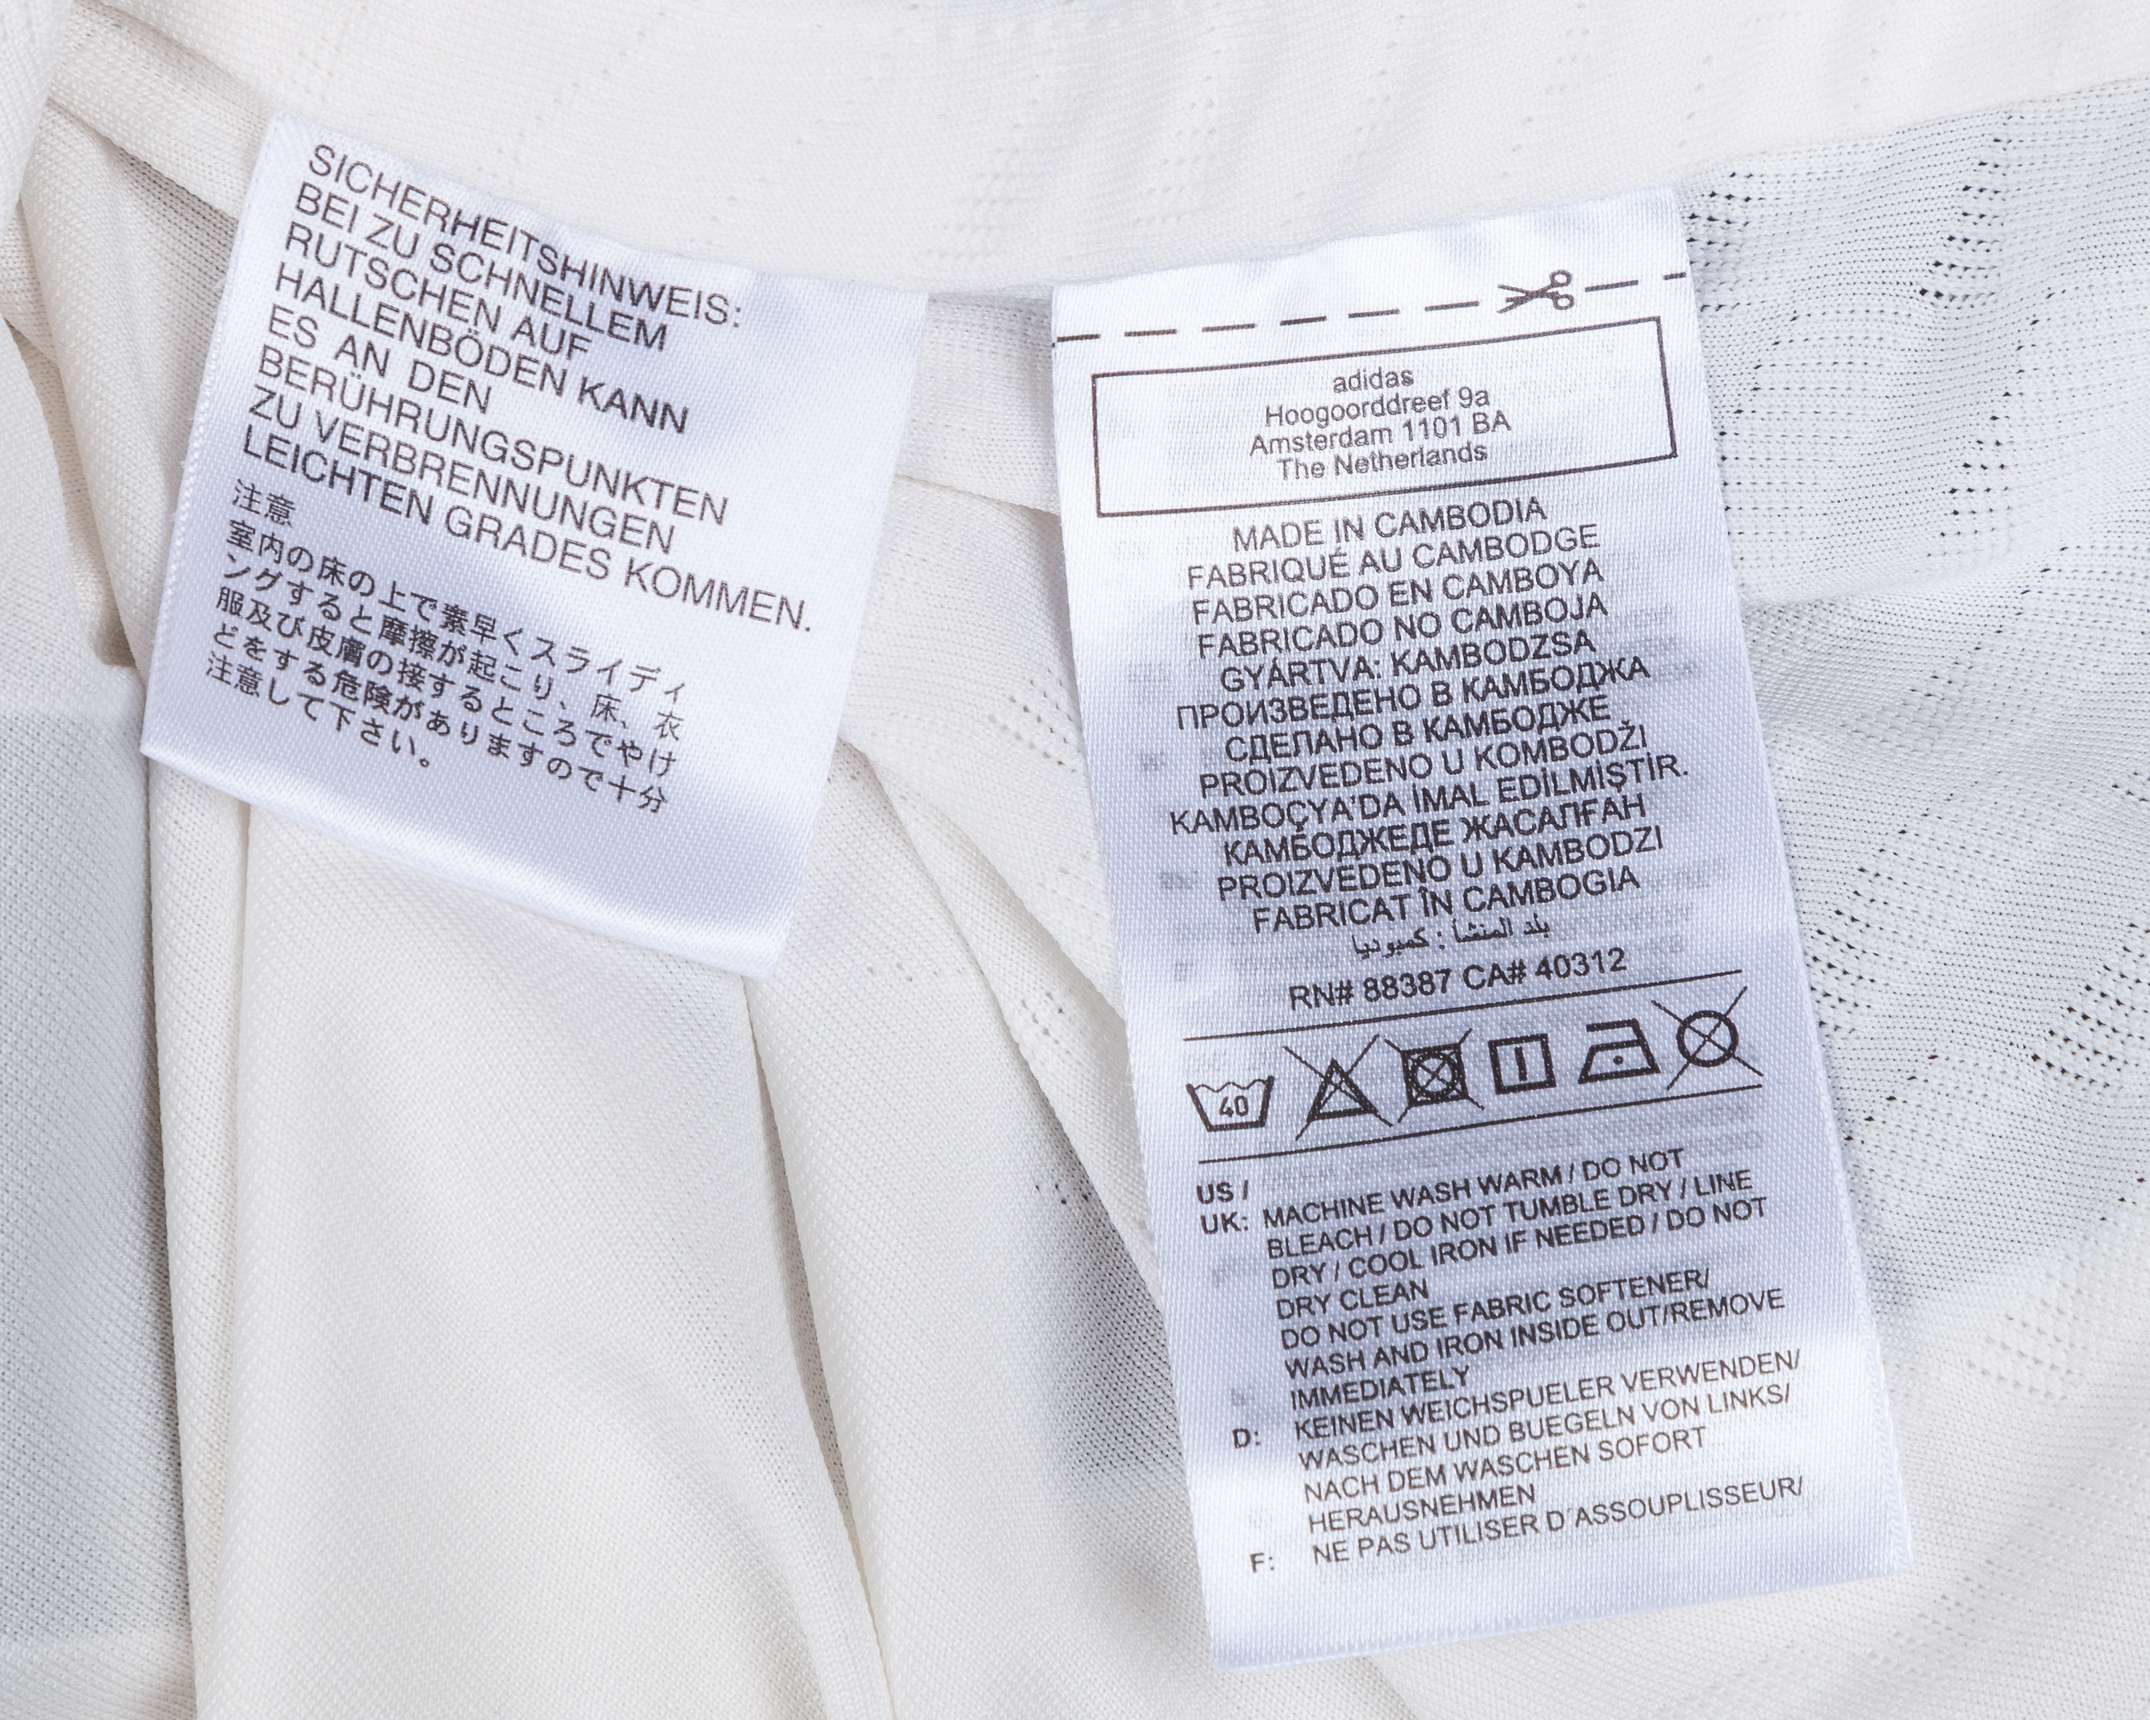 SICHERHEITSHINWEIS:
BEI ZU SCHNELLEM
RUTSCHEN AUF
HALLENBÖDEN KANN
ES AN DEN
BERÜHRUNGSPUNKTEN
ZU VERBRENNUNGEN
LEICHTEN GRADES KOMMEN.
注意
室内の床の上で素早くスライディ
ングすると摩擦が起こり、床、衣
服及び皮膚の接するところでやけ
どをする危険がありますので十分
注意して下さい。
adidas
Hoogoorddreef 9a
Amsterdam 1101 BA
The Netherlands
MADE IN CAMBODIA
FABRIQUÉ AU CAMBODGE
FABRICADO EN CAMBOYA
FABRICADO NO CAMBOJA
GYÁRTVA: KAMBODZSA
ПРОИЗВЕДЕНО В КАМБОДЖА
СДЕЛАНО В КАМБОДЖЕ
PROIZVEDENO U KOMBODŽI
KAMBOÇYA'DA İMAL EDİLMİŞTİR.
КАМБОДЖЕДЕ ЖАСАЛҒАН
PROIZVEDENO U KAMBODZI
FABRICAT ÎN CAMBOGIA
بلد المنشأ : كمبوديا
RN# 88387 CA# 40312
40
US /
UK: MACHINE WASH WARM / DO NOT
BLEACH / DO NOT TUMBLE DRY / LINE
DRY / COOL IRON IF NEEDED / DO NOT
DRY CLEAN
DO NOT USE FABRIC SOFTENER/
WASH AND IRON INSIDE OUT/REMOVE
IMMEDIATELY
D: KEINEN WEICHSPUELER VERWENDEN/
WASCHEN UND BUEGELN VON LINKS/
NACH DEM WASCHEN SOFORT
HERAUSNEHMEN
F: NE PAS UTILISER D´ASSOUPLISSEUR/